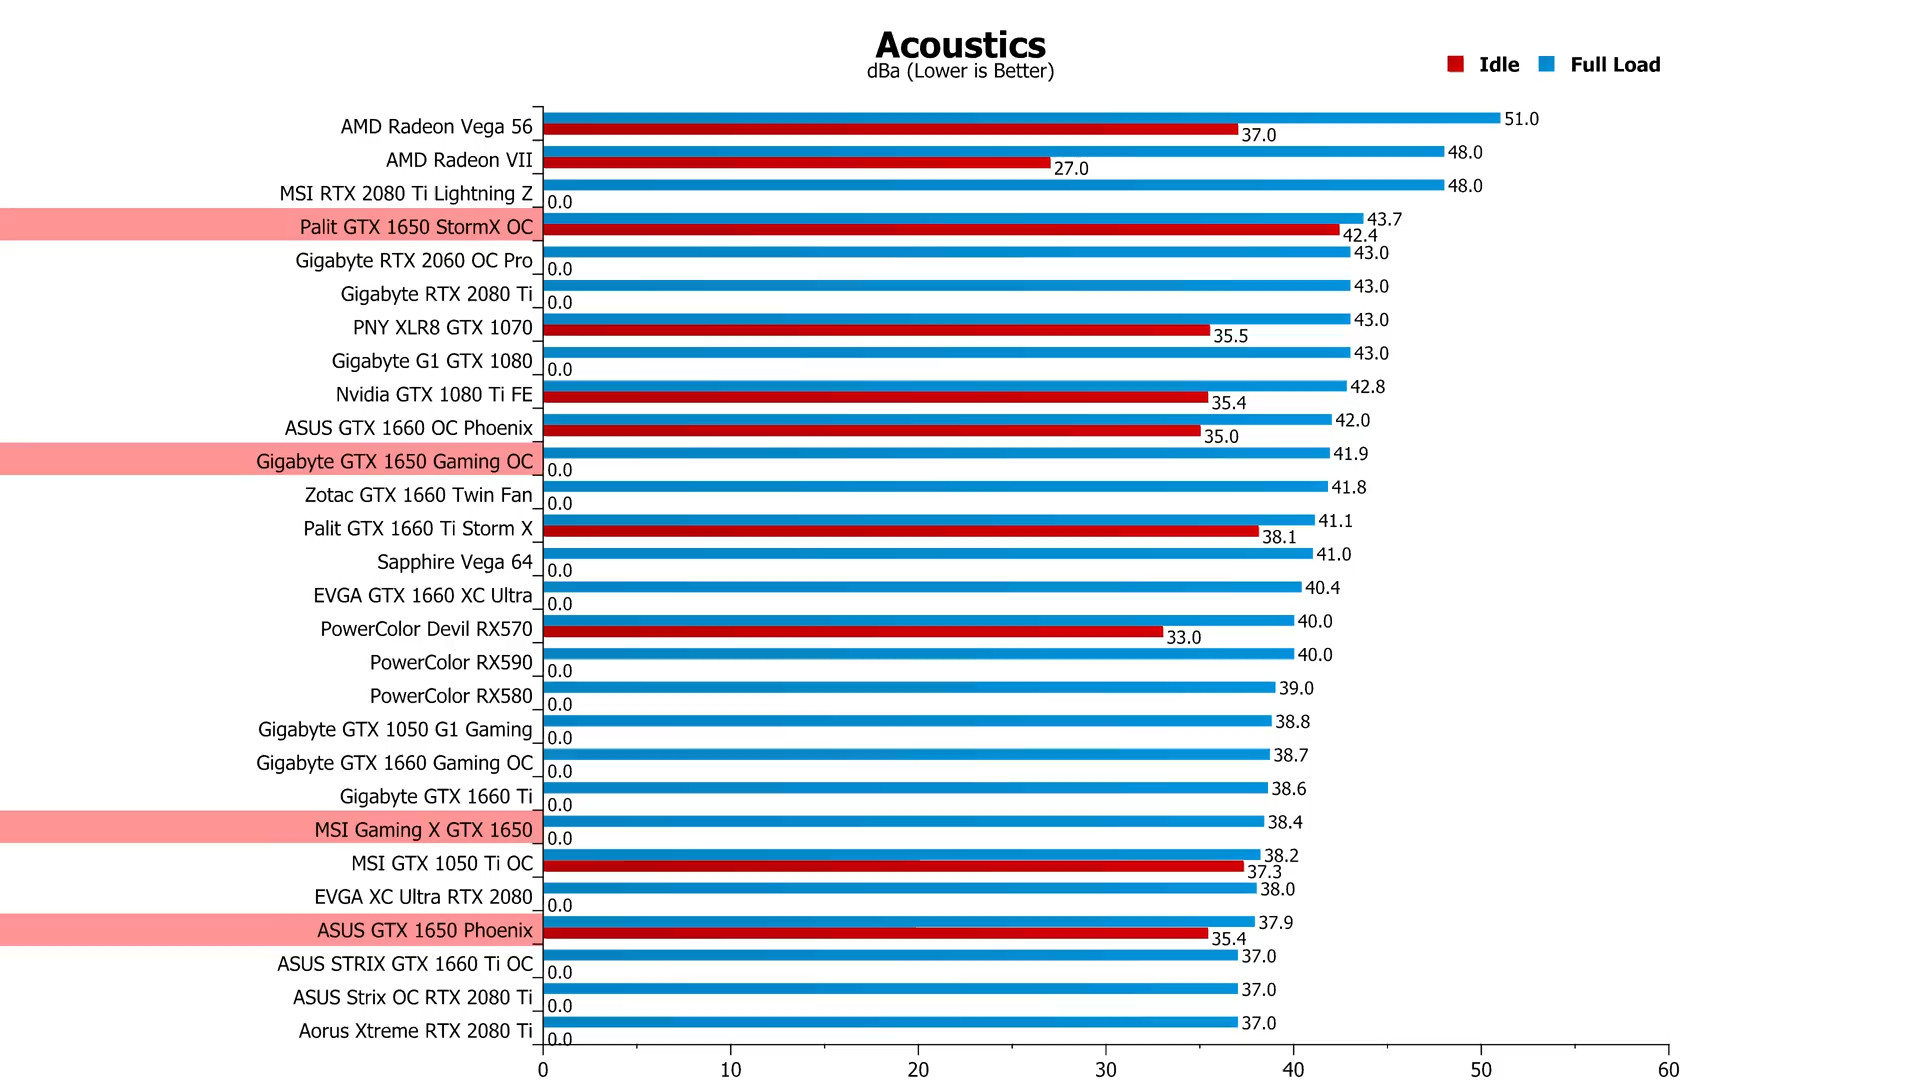 Acoustics
dBa (Lower is Better)
Idle Full Load
AMD Radeon Vega 56 51.0
37.0
AMD Radeon VII 48.0
27.0
MSI RTX 2080 Ti Lightning Z 48.0
0.0
Palit GTX 1650 StormX OC 43.7
42.4
Gigabyte RTX 2060 OC Pro 43.0
0.0
Gigabyte RTX 2080 Ti 43.0
0.0
PNY XLR8 GTX 1070 43.0
35.5
Gigabyte G1 GTX 1080 43.0
0.0
Nvidia GTX 1080 Ti FE 42.8
35.4
ASUS GTX 1660 OC Phoenix 42.0
35.0
Gigabyte GTX 1650 Gaming OC 41.9
0.0
Zotac GTX 1660 Twin Fan 41.8
0.0
Palit GTX 1660 Ti Storm X 41.1
38.1
Sapphire Vega 64 41.0
0.0
EVGA GTX 1660 XC Ultra 40.4
0.0
PowerColor Devil RX570 40.0
33.0
PowerColor RX590 40.0
0.0
PowerColor RX580 39.0
0.0
Gigabyte GTX 1050 G1 Gaming 38.8
0.0
Gigabyte GTX 1660 Gaming OC 38.7
0.0
Gigabyte GTX 1660 Ti 38.6
0.0
MSI Gaming X GTX 1650 38.4
0.0
MSI GTX 1050 Ti OC 38.2
37.3
EVGA XC Ultra RTX 2080 38.0
0.0
ASUS GTX 1650 Phoenix 37.9
35.4
ASUS STRIX GTX 1660 Ti OC 37.0
0.0
ASUS Strix OC RTX 2080 Ti 37.0
0.0
Aorus Xtreme RTX 2080 Ti 37.0
0.0
0 10 20 30 40 50 60